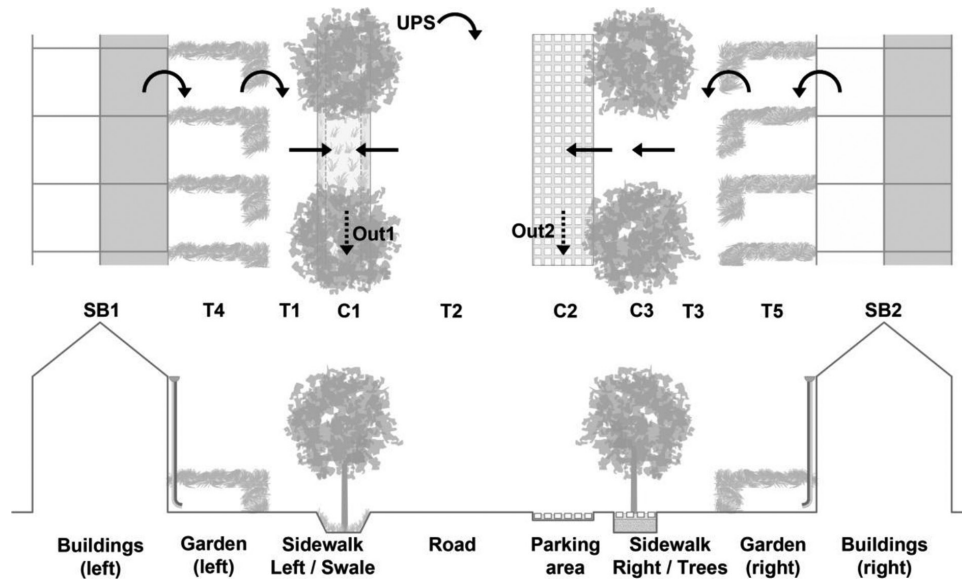 UPS
Out1
Out2
SB1 T4 T1 C1 T2 C2 C3 T3 T5 SB2
Buildings Garden Sidewalk Road Parking Sidewalk Garden Buildings
(left) (left) Left / Swale area Right / Trees (right) (right)